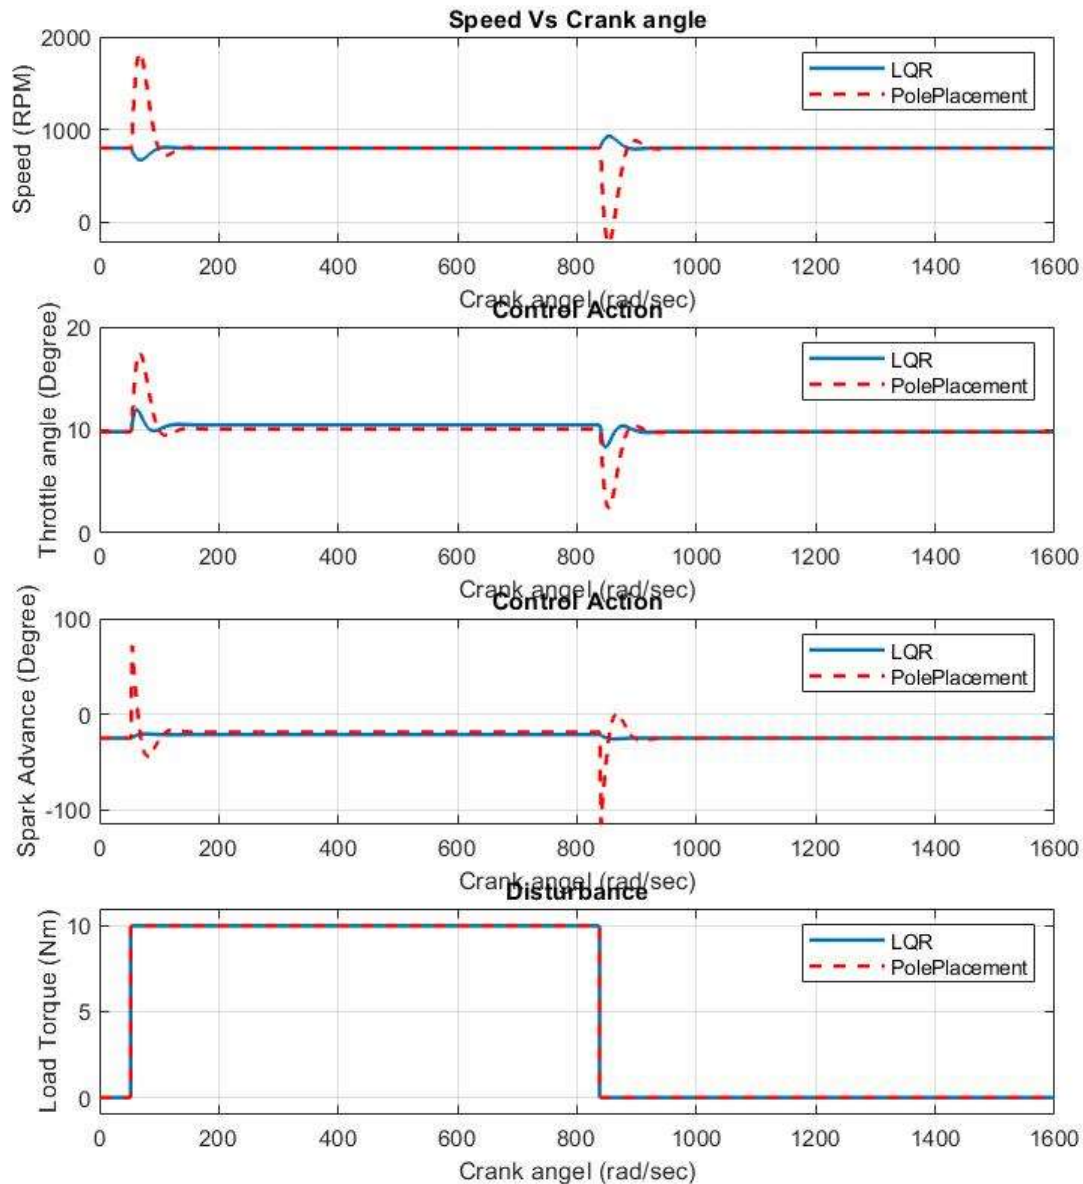 Speed Vs Crank angle
2000
1000
0
Speed (RPM)
LQR
PolePlacement
0 200 400 600 800 1000 1200 1400 1600
Crank angel (rad/sec)
Control Action
20
10
0
Throttle angle (Degree)
LQR
PolePlacement
0 200 400 600 800 1000 1200 1400 1600
Crank angel (rad/sec)
Control Action
100
0
-100
Spark Advance (Degree)
LQR
PolePlacement
0 200 400 600 800 1000 1200 1400 1600
Crank angel (rad/sec)
Disturbance
10
5
0
Load Torque (Nm)
LQR
PolePlacement
0 200 400 600 800 1000 1200 1400 1600
Crank angel (rad/sec)